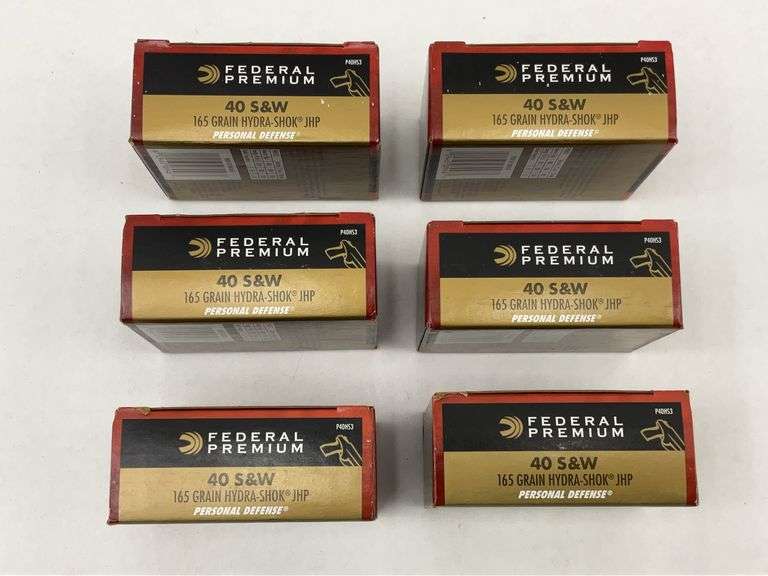 P40HS3
FEDERAL
PREMIUM
40 S&W
165 GRAIN HYDRA-SHOK® JHP
PERSONAL DEFENSE®
P40HS3
FEDERAL
PREMIUM
40 S&W
165 GRAIN HYDRA-SHOK® JHP
PERSONAL DEFENSE®
P40HS3
FEDERAL
PREMIUM
40 S&W
165 GRAIN HYDRA-SHOK® JHP
PERSONAL DEFENSE®
P40HS3
FEDERAL
PREMIUM
40 S&W
165 GRAIN HYDRA-SHOK® JHP
PERSONAL DEFENSE®
P40HS3
FEDERAL
PREMIUM
40 S&W
165 GRAIN HYDRA-SHOK® JHP
PERSONAL DEFENSE®
P40HS3
FEDERAL
PREMIUM
40 S&W
165 GRAIN HYDRA-SHOK® JHP
PERSONAL DEFENSE®